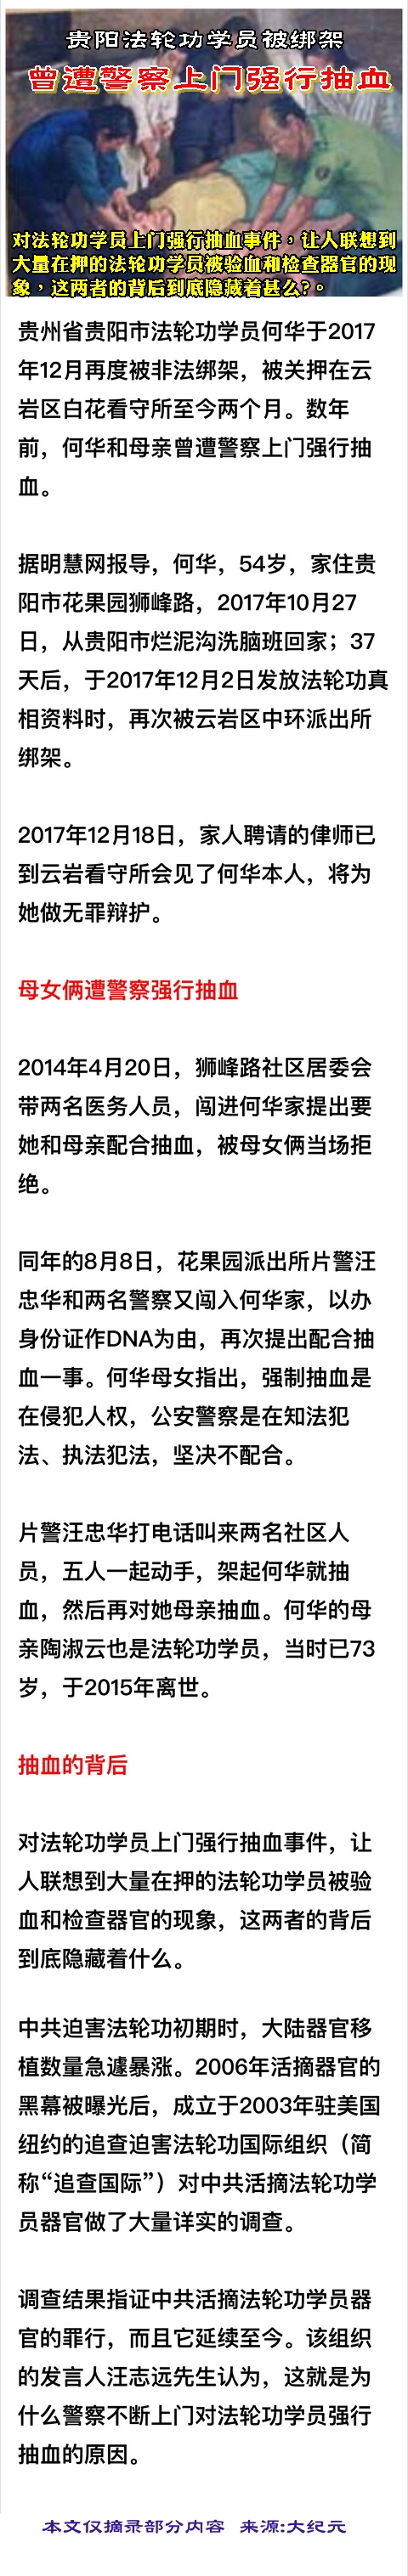 贵阳法轮功学员被绑架
曾遭警察上门强行抽血
对法轮功学员上门强行抽血事件，让人联想到
大量在押的法轮功学员被验血和检查器官的现
象，这两者的背后到底隐藏着甚么?。
贵州省贵阳市法轮功学员何华于2017
年12月再度被非法绑架，被关押在云
岩区白花看守所至今两个月。数年
前，何华和母亲曾遭警察上门强行抽
血。
据明慧网报导，何华，54岁，家住贵
阳市花果园狮峰路，2017年10月27
日，从贵阳市烂泥沟洗脑班回家；37
天后，于2017年12月2日发放法轮功真
相资料时，再次被云岩区中环派出所
绑架。
2017年12月18日，家人聘请的律师已
到云岩看守所会见了何华本人，将为
她做无罪辩护。
母女俩遭警察强行抽血
2014年4月20日，狮峰路社区居委会
带两名医务人员，闯进何华家提出要
她和母亲配合抽血，被母女俩当场拒
绝。
同年的8月8日，花果园派出所片警汪
忠华和两名警察又闯入何华家，以办
身份证作DNA为由，再次提出配合抽
血一事。何华母女指出，强制抽血是
在侵犯人权，公安警察是在知法犯
法、执法犯法，坚决不配合。
片警汪忠华打电话叫来两名社区人
员，五人一起动手，架起何华就抽
血，然后再对她母亲抽血。何华的母
亲陶淑云也是法轮功学员，当时已73
岁，于2015年离世。
抽血的背后
对法轮功学员上门强行抽血事件，让
人联想到大量在押的法轮功学员被验
血和检查器官的现象，这两者的背后
到底隐藏着什么。
中共迫害法轮功初期时，大陆器官移
植数量急遽暴涨。2006年活摘器官的
黑幕被曝光后，成立于2003年驻美国
纽约的追查迫害法轮功国际组织（简
称“追查国际”）对中共活摘法轮功学
员器官做了大量详实的调查。
调查结果指证中共活摘法轮功学员器
官的罪行，而且它延续至今。该组织
的发言人汪志远先生认为，这就是为
什么警察不断上门对法轮功学员强行
抽血的原因。
本文仅摘录部分内容 来源:大纪元